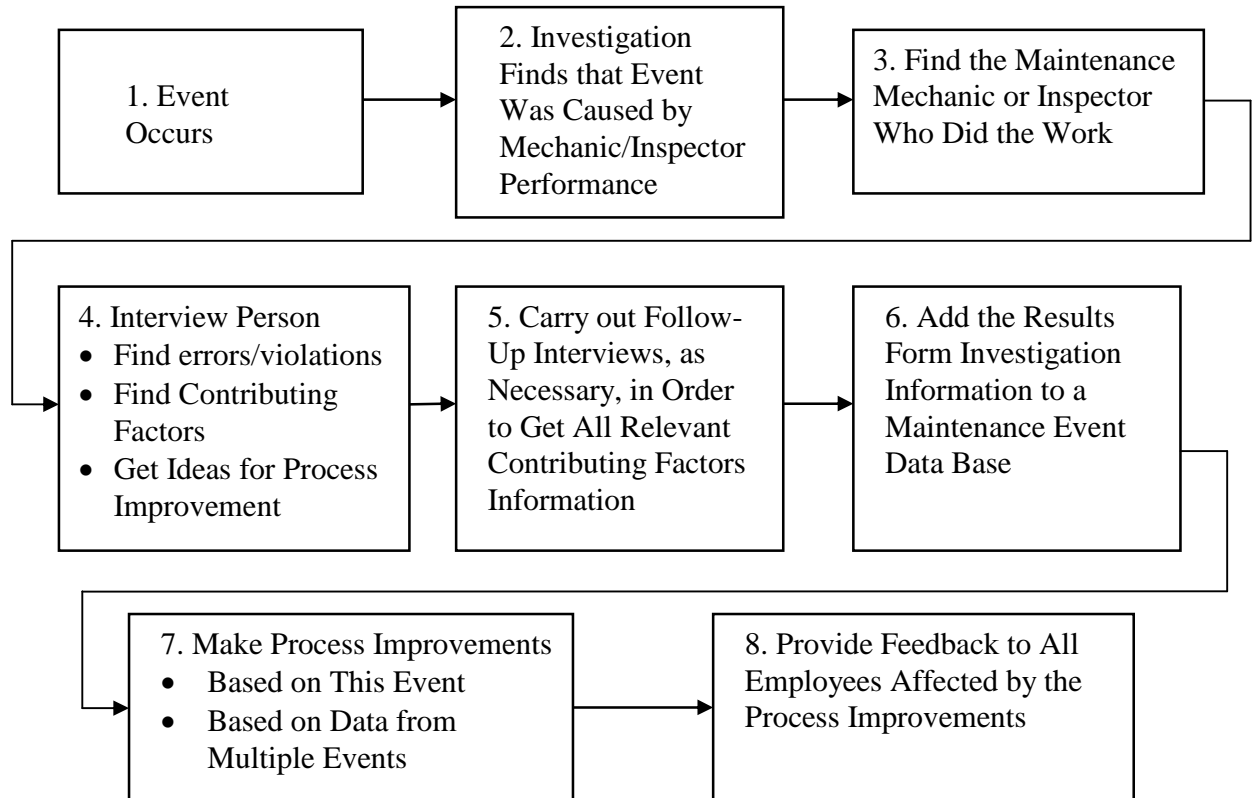 1. Event
Occurs
2. Investigation
Finds that Event
Was Caused by
Mechanic/Inspector
Performance
3. Find the Maintenance
Mechanic or Inspector
Who Did the Work
4. Interview Person
• Find errors/violations
• Find Contributing
Factors
• Get Ideas for Process
Improvement
5. Carry out Follow-
Up Interviews, as
Necessary, in Order
to Get All Relevant
Contributing Factors
Information
6. Add the Results
Form Investigation
Information to a
Maintenance Event
Data Base
7. Make Process Improvements
• Based on This Event
• Based on Data from
Multiple Events
8. Provide Feedback to All
Employees Affected by the
Process Improvements